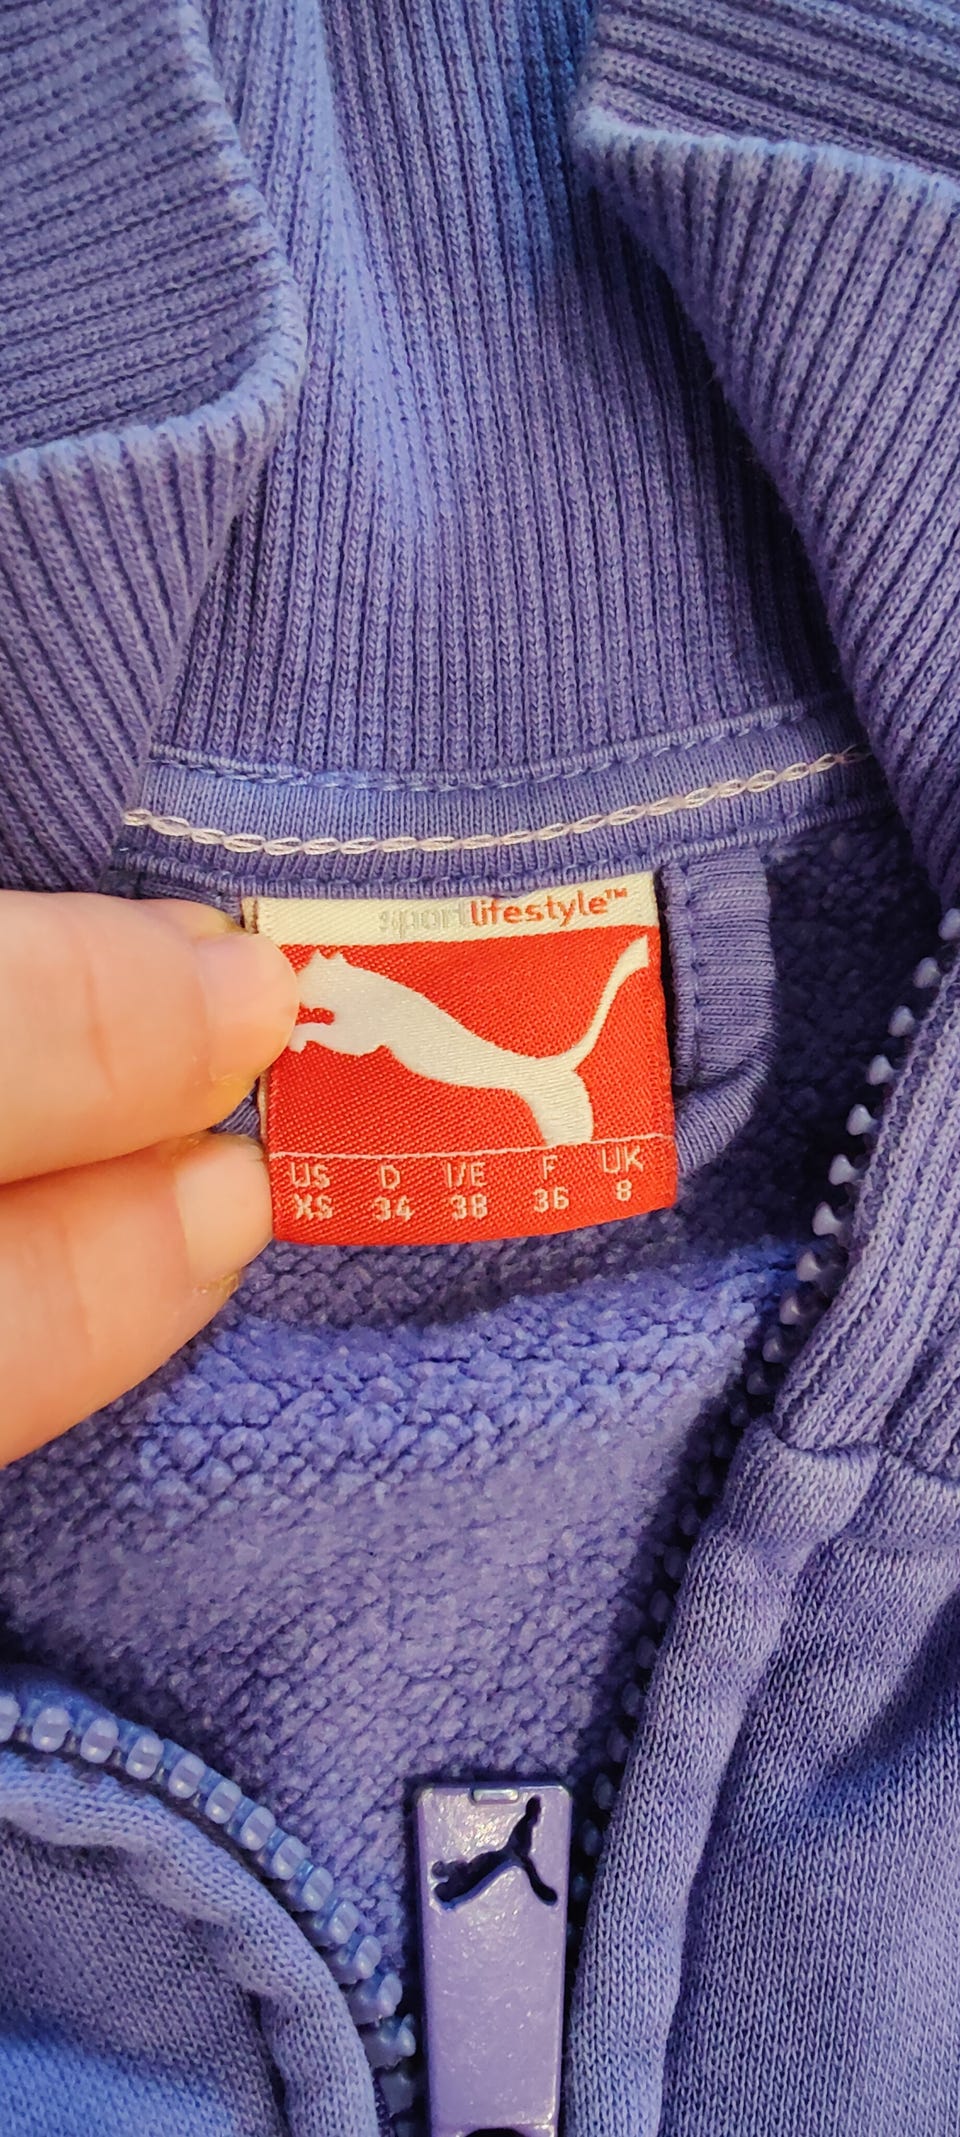 sportlifestyle™
US D I/E F UK
XS 34 38 36 8